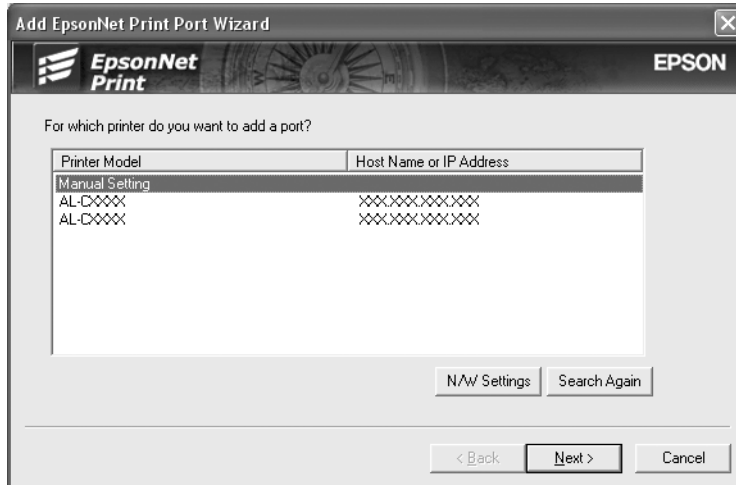 Add EpsonNet Print Port Wizard
EpsonNet
Print
EPSON
For which printer do you want to add a port?
Printer Model Host Name or IP Address
Manual Setting
AL-CXXXX XXX.XXX.XXX.XXX
AL-CXXXX XXX.XXX.XXX.XXX
N/W Settings Search Again
< Back Next > Cancel